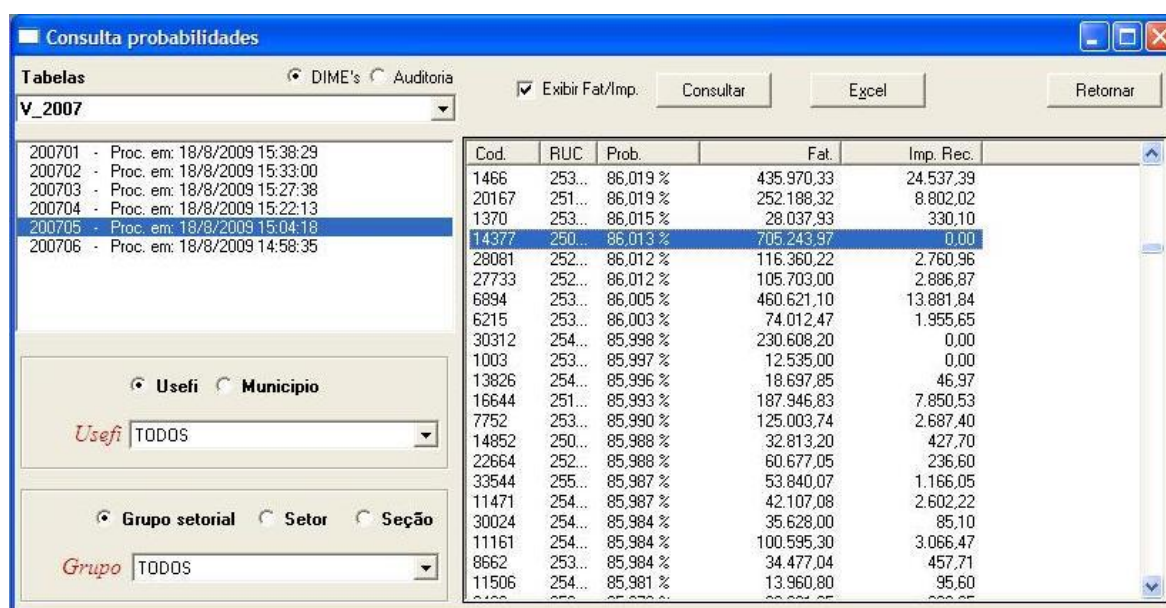 Consulta probabilidades
Tabelas DIME's Auditoria
V_2007
Exibir Fat/Imp. Consultar Excel Retornar
200701 - Proc. em: 18/8/2009 15:38:29
200702 - Proc. em: 18/8/2009 15:33:00
200703 - Proc. em: 18/8/2009 15:27:38
200704 - Proc. em: 18/8/2009 15:22:13
200705 - Proc. em: 18/8/2009 15:04:18
200706 - Proc. em: 18/8/2009 14:58:35
Usefi Municipio
Usefi TODOS
Grupo setorial Setor Seção
Grupo TODOS
Cod. RUC Prob. Fat. Imp. Rec.
1466 253... 86,019 % 435.970,33 24.537,39
20167 251... 86,019 % 252.188,32 8.802,02
1370 253... 86,015 % 28.037,93 330,10
14377 250... 86,013 % 705.243,97 0,00
28081 252... 86,012 % 116.360,22 2.760,96
27733 252... 86,012 % 105.703,00 2.886,87
6894 253... 86,005 % 460.621,10 13.881,84
6215 253... 86,003 % 74.012,47 1.955,65
30312 254... 85,998 % 230.608,20 0,00
1003 253... 85,997 % 12.535,00 0,00
13826 254... 85,996 % 18.697,85 46,97
16644 251... 85,993 % 187.946,83 7.850,53
7752 253... 85,990 % 125.003,74 2.687,40
14852 250... 85,988 % 32.813,20 427,70
22664 252... 85,988 % 60.677,05 236,60
33544 255... 85,987 % 53.840,07 1.166,05
11471 254... 85,987 % 42.107,08 2.602,22
30024 254... 85,984 % 35.628,00 85,10
11161 254... 85,984 % 100.595,30 3.066,47
8662 253... 85,984 % 34.477,04 457,71
11506 254... 85,981 % 13.960,80 95,60